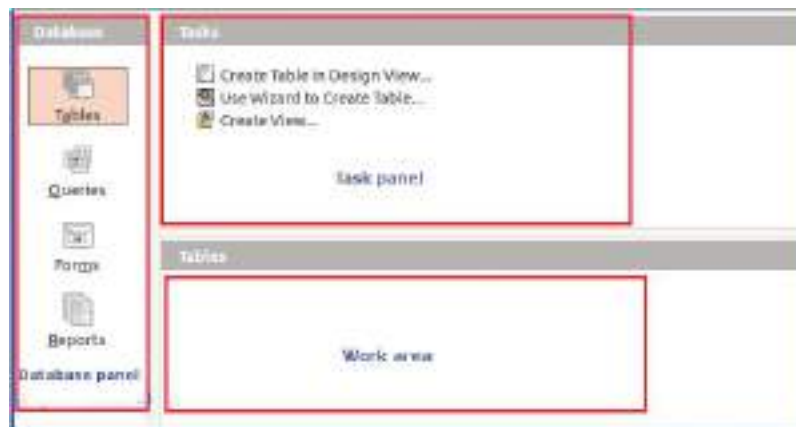 Database
Tables
Queries
Forms
Reports
Database panel
Tasks
Create Table in Design View...
Use Wizard to Create Table...
Create View...
Task panel
Tables
Work area